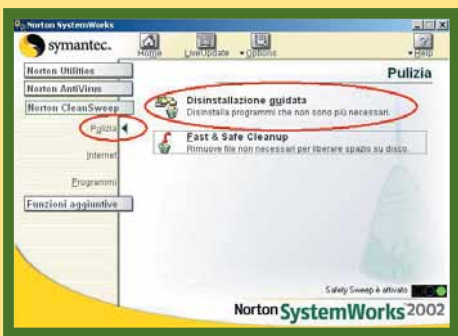 Norton SystemWorks
symantec.
Home
LiveUpdate
Options
Help
Norton Utilities
Norton AntiVirus
Norton CleanSweep
Pulizia
Internet
Programmi
Funzioni aggiuntive
Pulizia
Disinstallazione guidata
Disinstalla programmi che non sono più necessari.
Fast & Safe Cleanup
Rimuove file non necessari per liberare spazio su disco.
Safety Sweep è attivato
Norton SystemWorks 2002